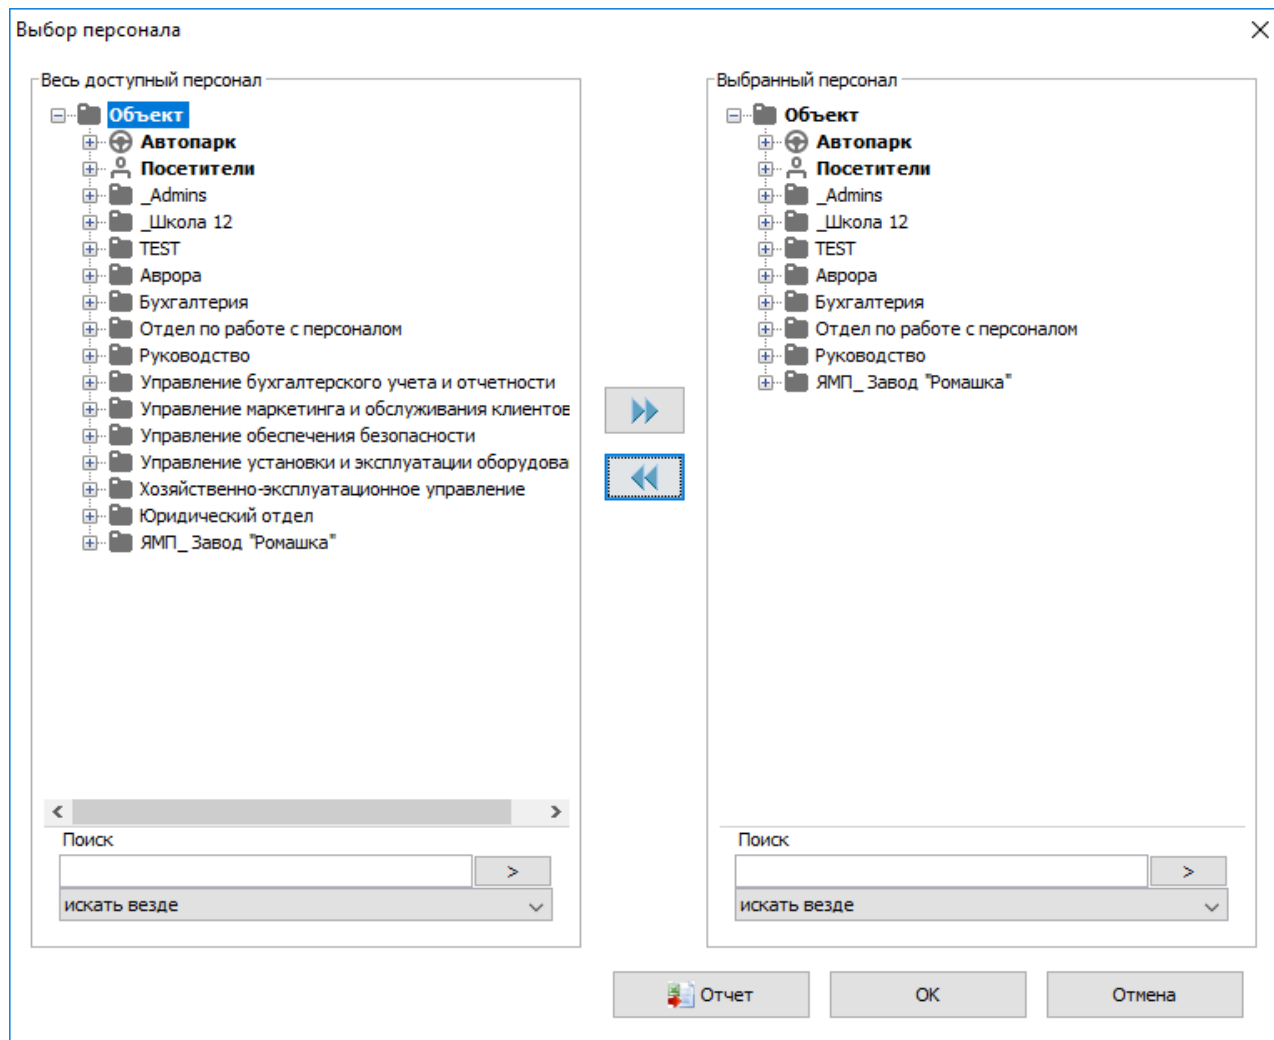 Выбор персонала
Весь доступный персонал
Объект
Автопарк
Посетители
_Admins
_Школа 12
TEST
Аврора
Бухгалтерия
Отдел по работе с персоналом
Руководство
Управление бухгалтерского учета и отчетности
Управление маркетинга и обслуживания клиентов
Управление обеспечения безопасности
Управление установки и эксплуатации оборудова
Хозяйственно-эксплуатационное управление
Юридический отдел
ЯМП_ Завод "Ромашка"
Поиск
>
искать везде
Выбранный персонал
Объект
Автопарк
Посетители
_Admins
_Школа 12
TEST
Аврора
Бухгалтерия
Отдел по работе с персоналом
Руководство
ЯМП_ Завод "Ромашка"
Поиск
>
искать везде
Отчет
OK
Отмена